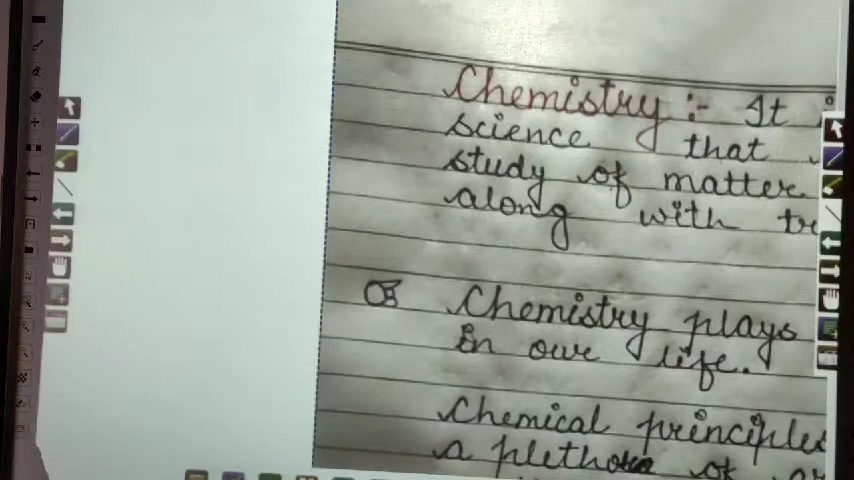 Chemistry :- It
science that
study of matter
along with
Chemistry plays
in our life.
Chemical principles
a plethora of